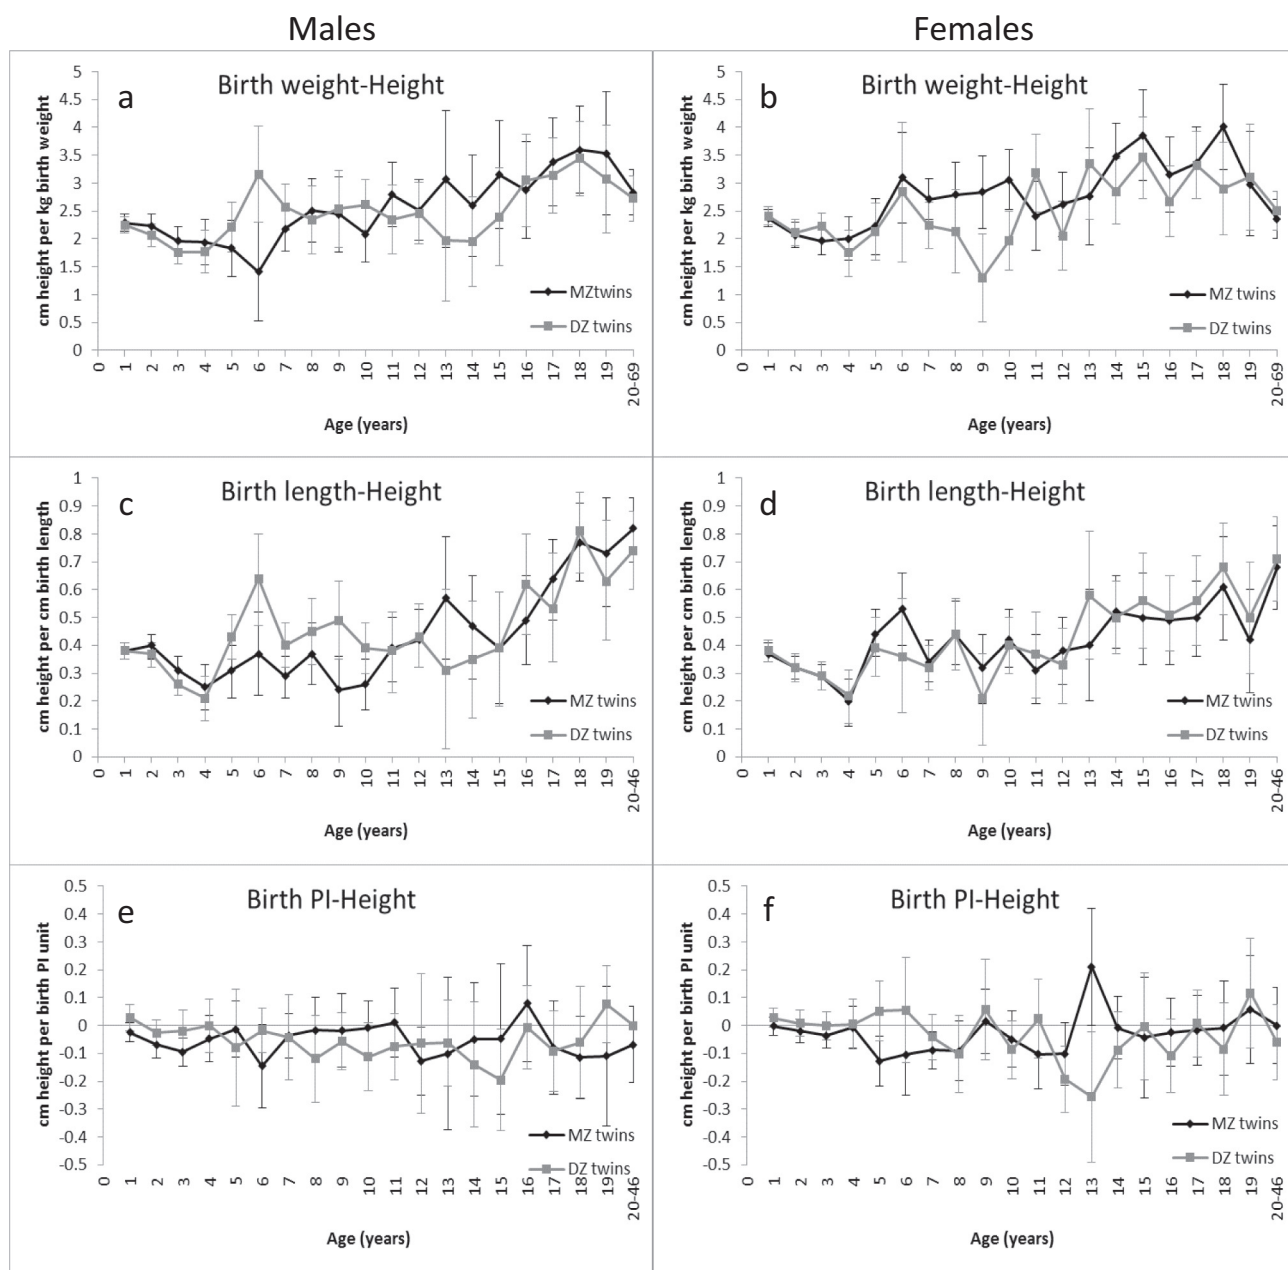 Males
Females
a
Birth weight-Height
cm height per kg birth weight
5
4.5
4
3.5
3
2.5
2
1.5
1
0.5
0
MZtwins
DZ twins
0 1 2 3 4 5 6 7 8 9 10 11 12 13 14 15 16 17 18 19 20-69
Age (years)
b
Birth weight-Height
cm height per kg birth weight
5
4.5
4
3.5
3
2.5
2
1.5
1
0.5
0
MZ twins
DZ twins
0 1 2 3 4 5 6 7 8 9 10 11 12 13 14 15 16 17 18 19 20-69
Age (years)
c
Birth length-Height
cm height per cm birth length
1
0.9
0.8
0.7
0.6
0.5
0.4
0.3
0.2
0.1
0
MZ twins
DZ twins
0 1 2 3 4 5 6 7 8 9 10 11 12 13 14 15 16 17 18 19 20-46
Age (years)
d
Birth length-Height
cm height per cm birth length
1
0.9
0.8
0.7
0.6
0.5
0.4
0.3
0.2
0.1
0
MZ twins
DZ twins
0 1 2 3 4 5 6 7 8 9 10 11 12 13 14 15 16 17 18 19 20-46
Age (years)
e
Birth PI-Height
cm height per birth PI unit
0.5
0.4
0.3
0.2
0.1
0
-0.1
-0.2
-0.3
-0.4
-0.5
MZ twins
DZ twins
0 1 2 3 4 5 6 7 8 9 10 11 12 13 14 15 16 17 18 19 20-46
Age (years)
f
Birth PI-Height
cm height per birth PI unit
0.5
0.4
0.3
0.2
0.1
0
-0.1
-0.2
-0.3
-0.4
-0.5
MZ twins
DZ twins
0 1 2 3 4 5 6 7 8 9 10 11 12 13 14 15 16 17 18 19 20-46
Age (years)